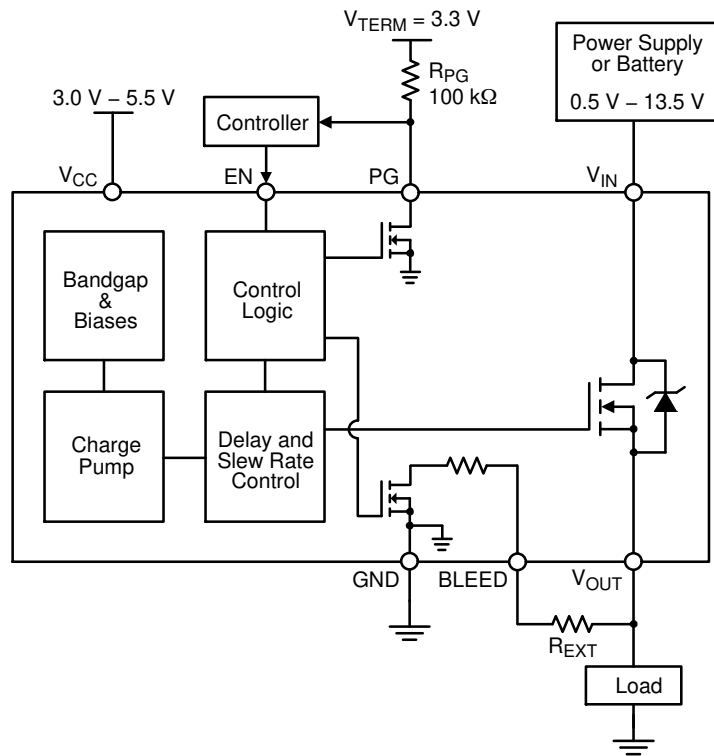 V_TERM = 3.3 V
Power Supply
or Battery
0.5 V – 13.5 V
R_PG
100 kΩ
3.0 V – 5.5 V
Controller
V_CC
EN
PG
V_IN
Bandgap
&
Biases
Control
Logic
Charge
Pump
Delay and
Slew Rate
Control
GND
BLEED
V_OUT
R_EXT
Load